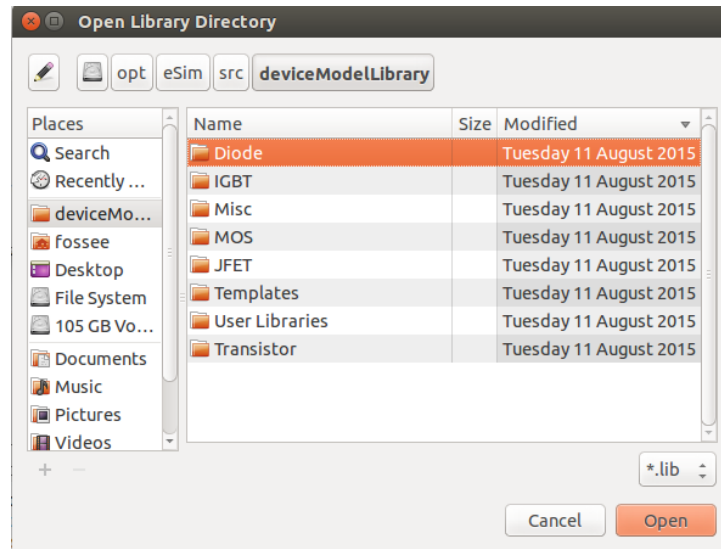 Open Library Directory
opt eSim src deviceModelLibrary
Places
Search
Recently ...
deviceMo...
fossee
Desktop
File System
105 GB Vo...
Documents
Music
Pictures
Videos
Name Size Modified
Diode Tuesday 11 August 2015
IGBT Tuesday 11 August 2015
Misc Tuesday 11 August 2015
MOS Tuesday 11 August 2015
JFET Tuesday 11 August 2015
Templates Tuesday 11 August 2015
User Libraries Tuesday 11 August 2015
Transistor Tuesday 11 August 2015
*.lib
Cancel Open